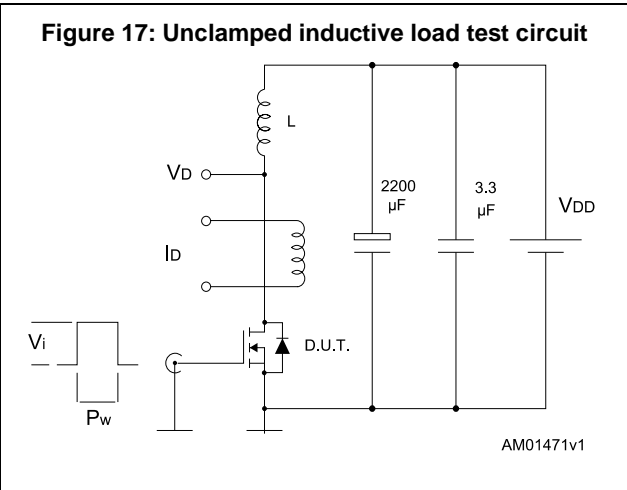 Figure 17: Unclamped inductive load test circuit
L
VD
2200
µF
3.3
µF
VDD
ID
Vi
D.U.T.
Pw
AM01471v1